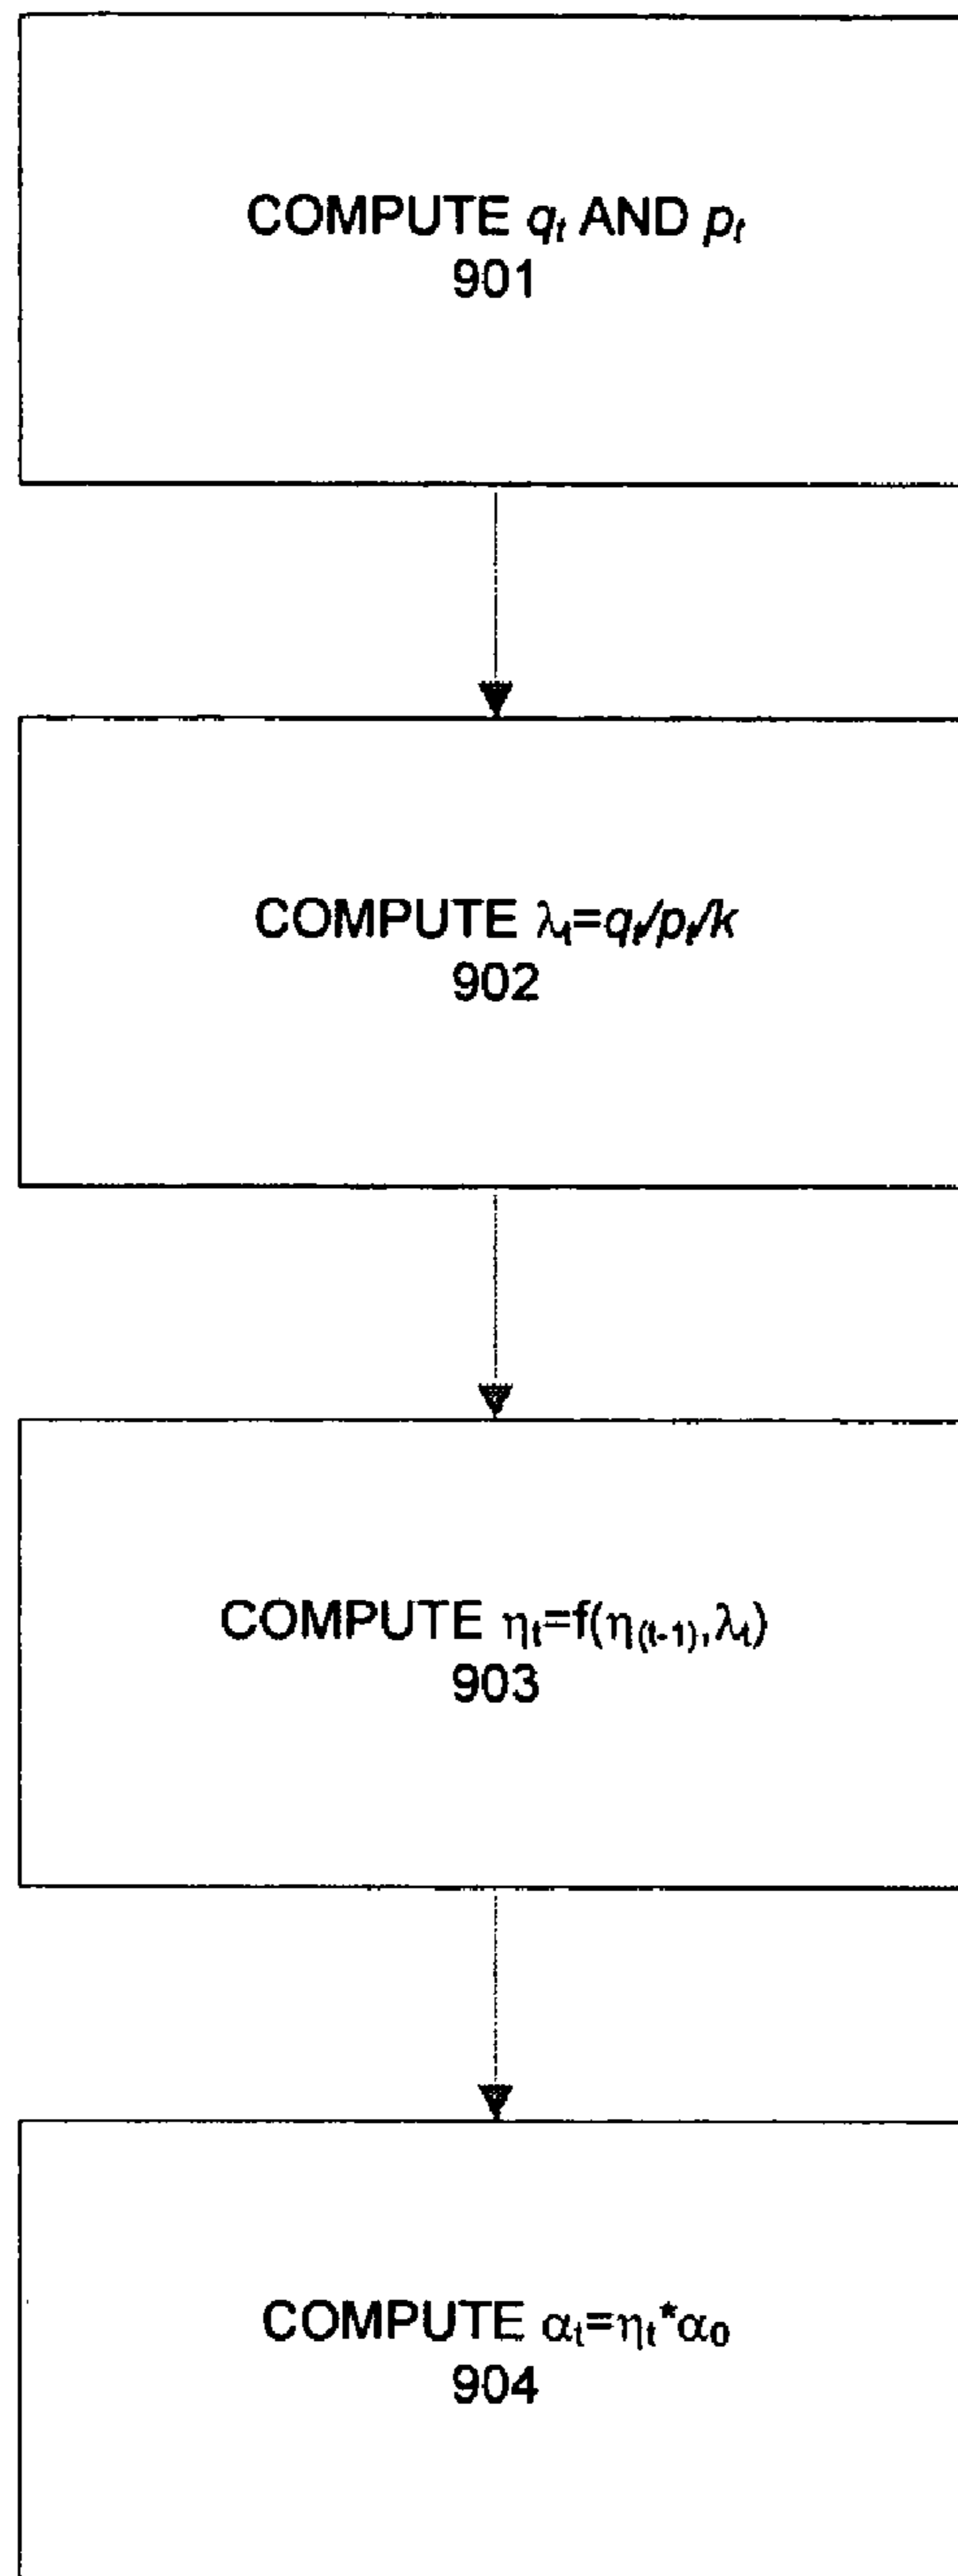 COMPUTE qₜ AND pₜ
901
COMPUTE λₜ=qₜ/pₜ/k
902
COMPUTE ηₜ=f(η₍ₜ₋₁₎,λₜ)
903
COMPUTE αₜ=ηₜ*α₀
904